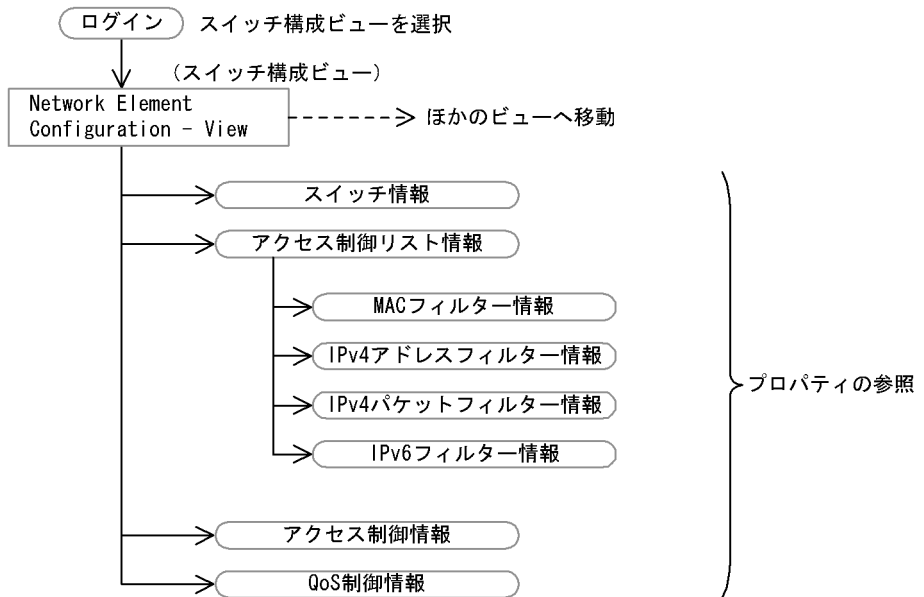 ログイン スイッチ構成ビューを選択
(スイッチ構成ビュー)
Network Element
Configuration - View
ほかのビューへ移動
スイッチ情報
アクセス制御リスト情報
MACフィルター情報
IPv4アドレスフィルター情報
IPv4パケットフィルター情報
IPv6フィルター情報
プロパティの参照
アクセス制御情報
QoS制御情報